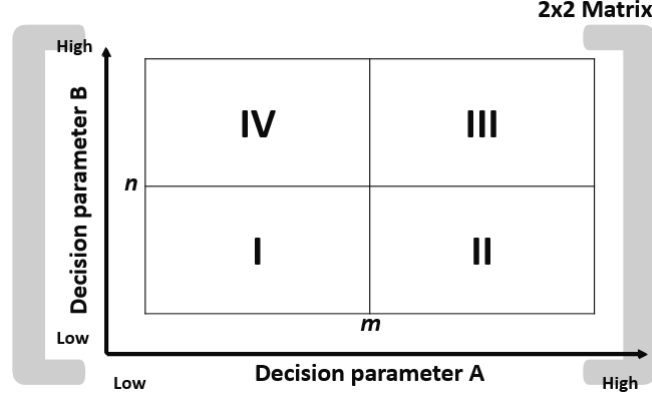 2x2 Matrix
High
IV III
Decision parameter B
n
I II
m
Low
Decision parameter A
Low High